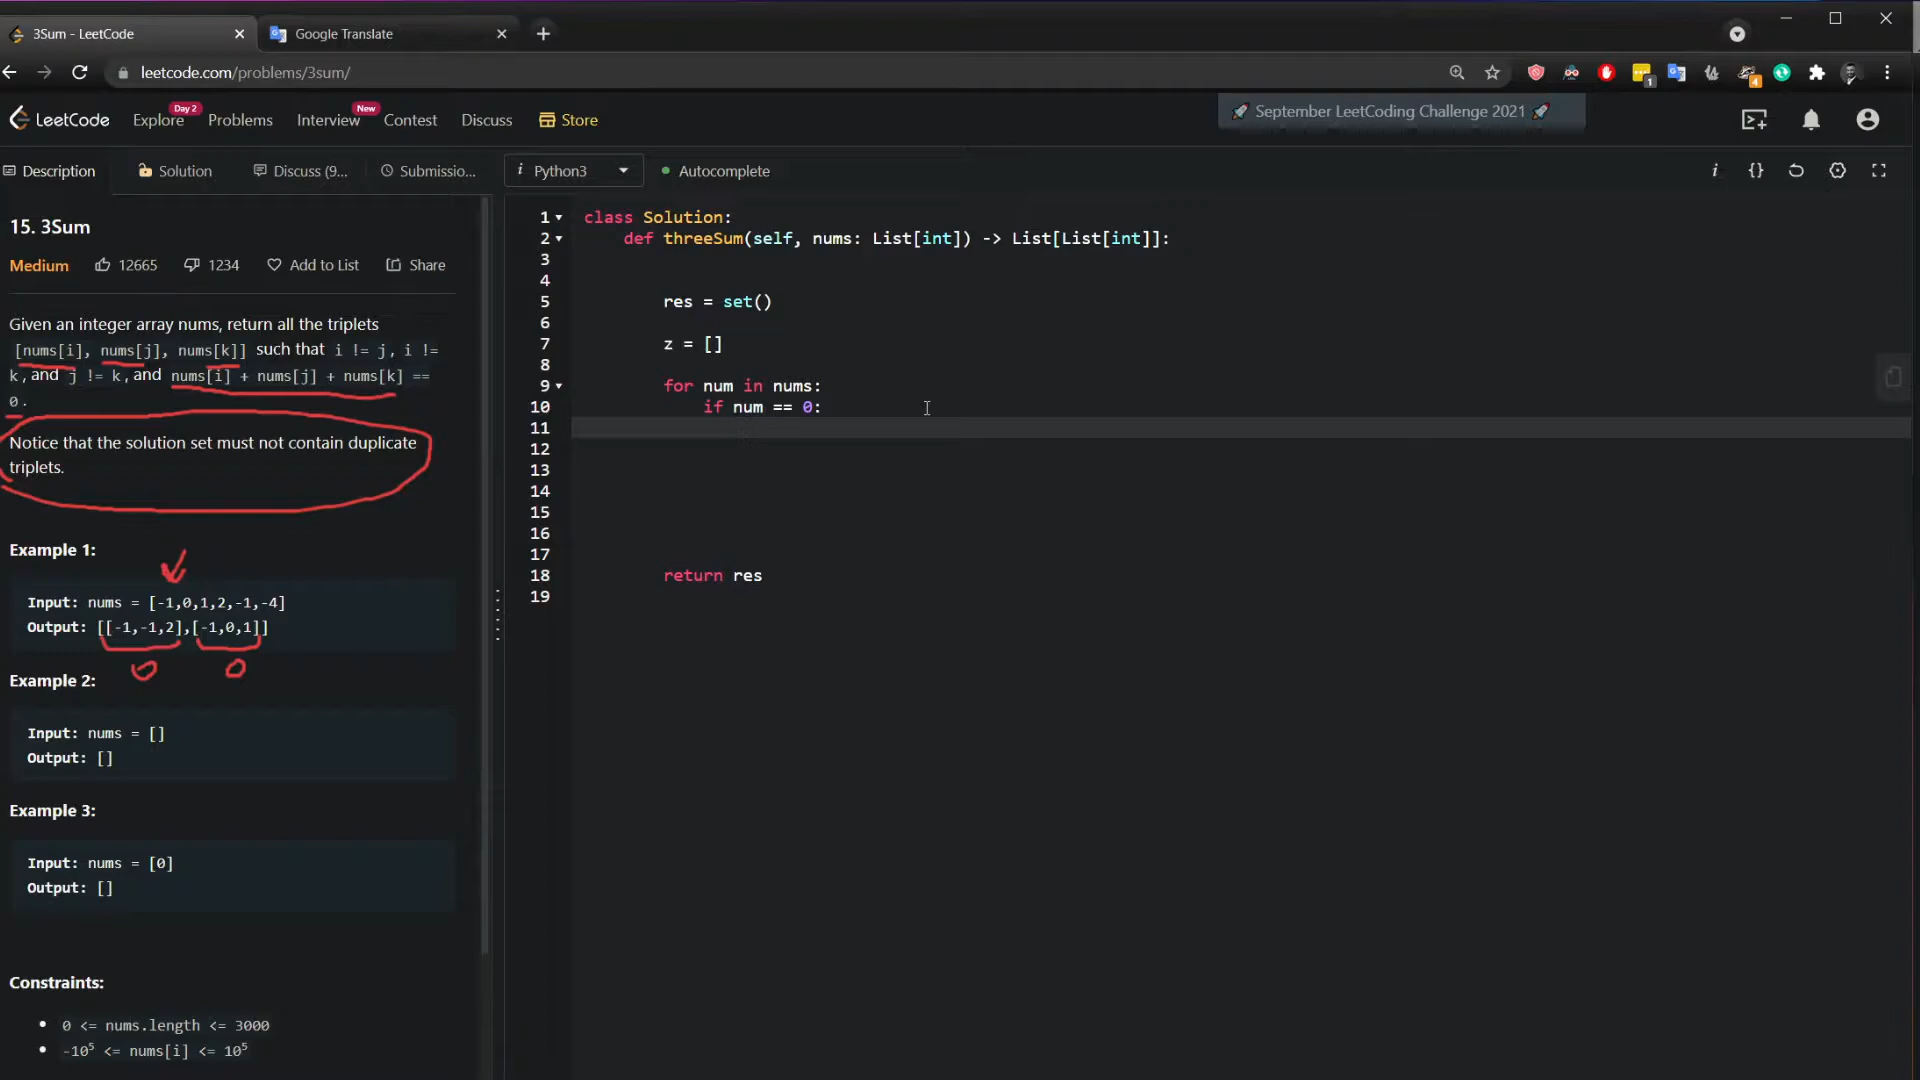 3Sum - LeetCode
Google Translate
leetcode.com/problems/3sum/
1
4
LeetCode
Explore
Day 2
Problems
Interview
New
Contest
Discuss
Store
🚀 September LeetCoding Challenge 2021 🚀
Description
Solution
Discuss (9...
Submissio...
i Python3
Autocomplete
i {}
15. 3Sum
Medium 12665 1234 Add to List Share
Given an integer array nums, return all the triplets
[nums[i], nums[j], nums[k]] such that i != j, i !=
k, and j != k, and nums[i] + nums[j] + nums[k] ==
0.
Notice that the solution set must not contain duplicate
triplets.
Example 1:
Input: nums = [-1,0,1,2,-1,-4]
Output: [[-1,-1,2],[-1,0,1]]
0 0
Example 2:
Input: nums = []
Output: []
Example 3:
Input: nums = [0]
Output: []
Constraints:
• 0 <= nums.length <= 3000
• -10⁵ <= nums[i] <= 10⁵
1 class Solution:
2 def threeSum(self, nums: List[int]) -> List[List[int]]:
3
4
5 res = set()
6
7 z = []
8
9 for num in nums:
10 if num == 0:
11
12
13
14
15
16
17
18 return res
19